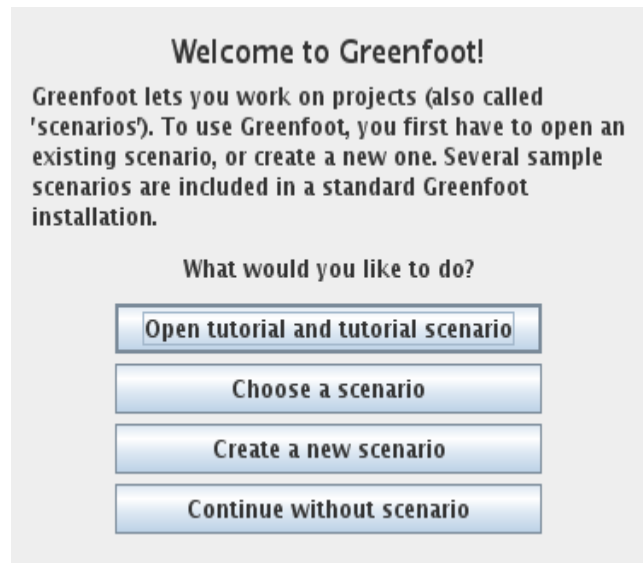 Welcome to Greenfoot!
Greenfoot lets you work on projects (also called
'scenarios'). To use Greenfoot, you first have to open an
existing scenario, or create a new one. Several sample
scenarios are included in a standard Greenfoot
installation.
What would you like to do?
Open tutorial and tutorial scenario
Choose a scenario
Create a new scenario
Continue without scenario